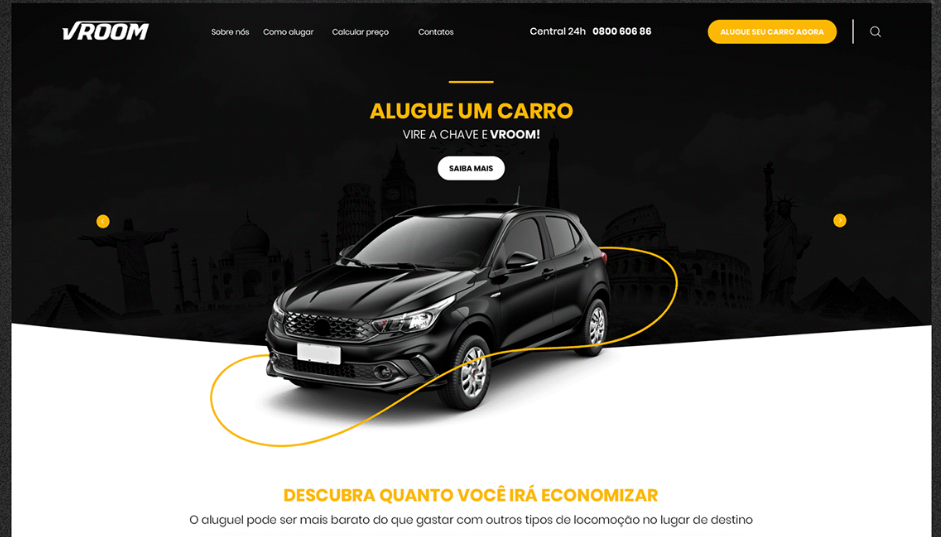 VROOM
Sobre nós Como alugar Calcular preço Contatos
Central 24h 0800 606 86
ALUGUE SEU CARRO AGORA
ALUGUE UM CARRO
VIRE A CHAVE E VROOM!
SAIBA MAIS
DESCUBRA QUANTO VOCÊ IRÁ ECONOMIZAR
O aluguel pode ser mais barato do que gastar com outros tipos de locomoção no lugar de destino